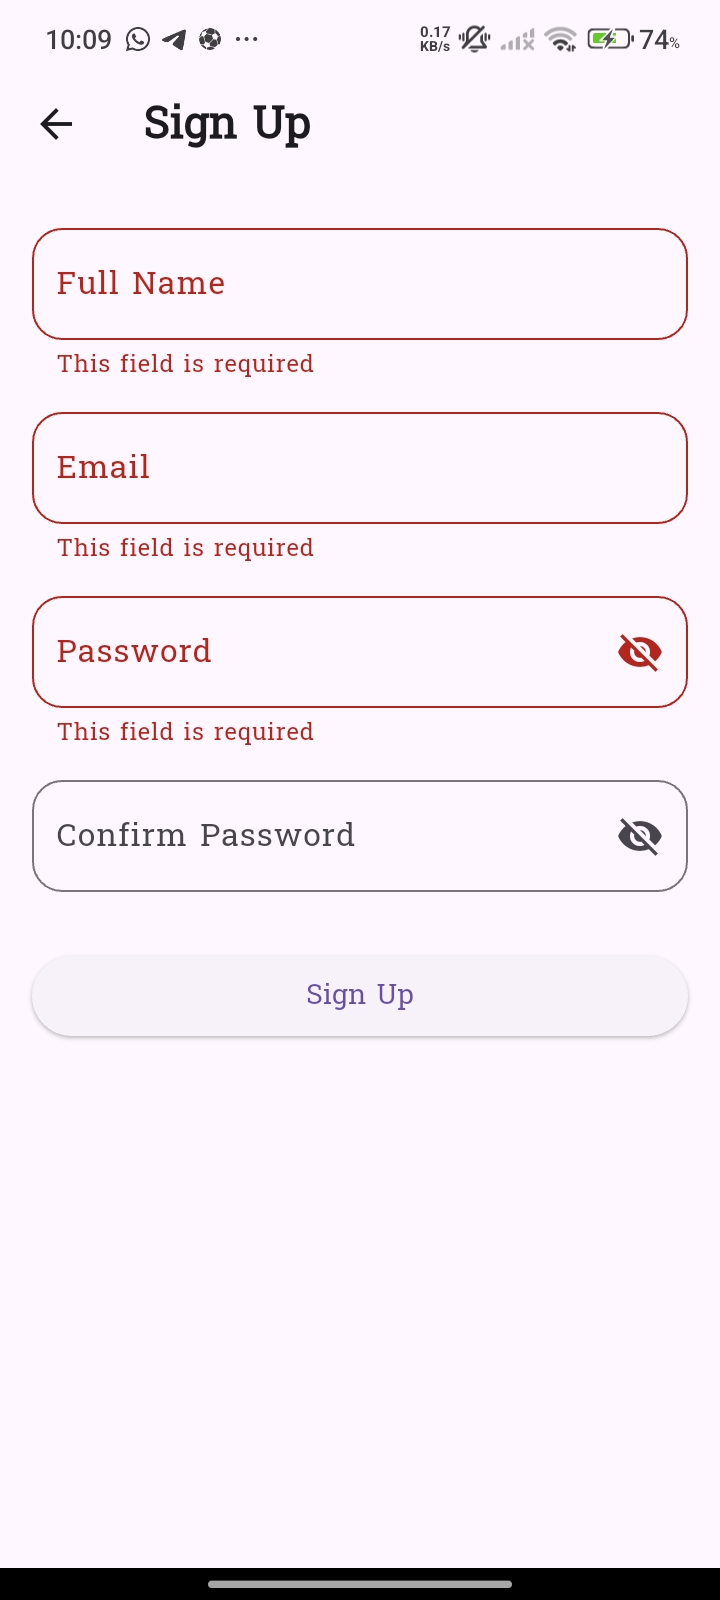 10:09
0.17
KB/s
74%
Sign Up
Full Name
This field is required
Email
This field is required
Password
This field is required
Confirm Password
Sign Up